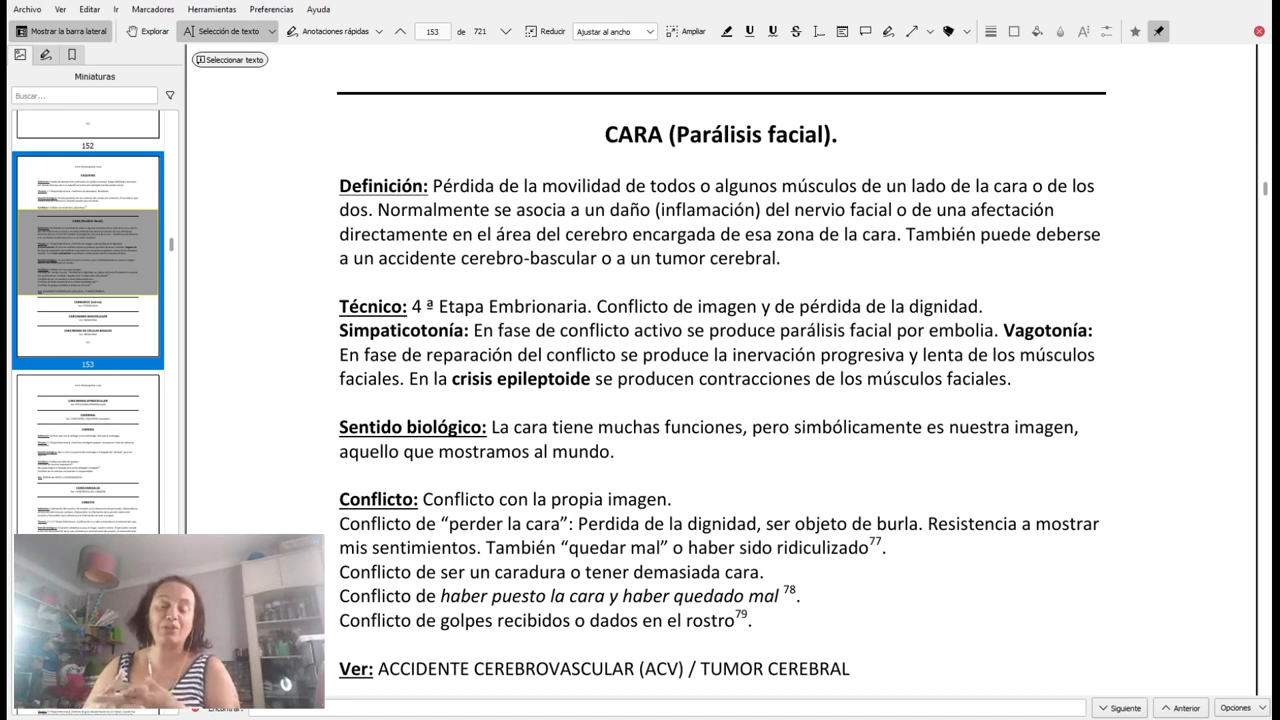 Archivo Ver Editar Ir Marcadores Herramientas Preferencias Ayuda
Mostrar la barra lateral Explorar Selección de texto Anotaciones rápidas 153 de 721 Reducir Ajustar al ancho Ampliar
Seleccionar texto
Miniaturas
Buscar...
152
153
CARA (Parálisis facial).
Definición: Pérdida de la movilidad de todos o algunos músculos de un lado de la cara o de los
dos. Normalmente se asocia a un daño (inflamación) del nervio facial o de una afectación
directamente en el área del cerebro encargada de esa zona de la cara. También puede deberse
a un accidente cerebro-bascular o a un tumor cerebral.
Técnico: 4 ª Etapa Embrionaria. Conflicto de imagen y de pérdida de la dignidad.
Simpaticotonía: En fase de conflicto activo se produce parálisis facial por embolia. Vagotonía:
En fase de reparación del conflicto se produce la inervación progresiva y lenta de los músculos
faciales. En la crisis epileptoide se producen contracciones de los músculos faciales.
Sentido biológico: La cara tiene muchas funciones, pero simbólicamente es nuestra imagen,
aquello que mostramos al mundo.
Conflicto: Conflicto con la propia imagen.
Conflicto de “perder la cara”: Perdida de la dignidad, ser objeto de burla. Resistencia a mostrar
mis sentimientos. También “quedar mal” o haber sido ridiculizado77.
Conflicto de ser un caradura o tener demasiada cara.
Conflicto de haber puesto la cara y haber quedado mal 78.
Conflicto de golpes recibidos o dados en el rostro79.
Ver: ACCIDENTE CEREBROVASCULAR (ACV) / TUMOR CEREBRAL
Siguiente Anterior Opciones